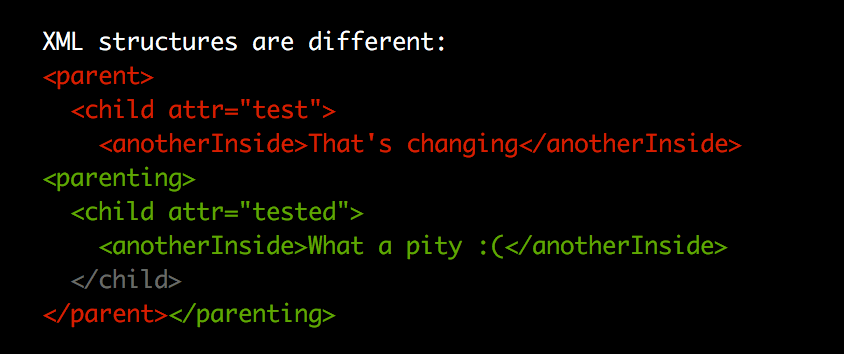 XML structures are different:
<parent>
  <child attr="test">
    <anotherInside>That's changing</anotherInside>
<parenting>
  <child attr="tested">
    <anotherInside>What a pity :(</anotherInside>
  </child>
</parent></parenting>